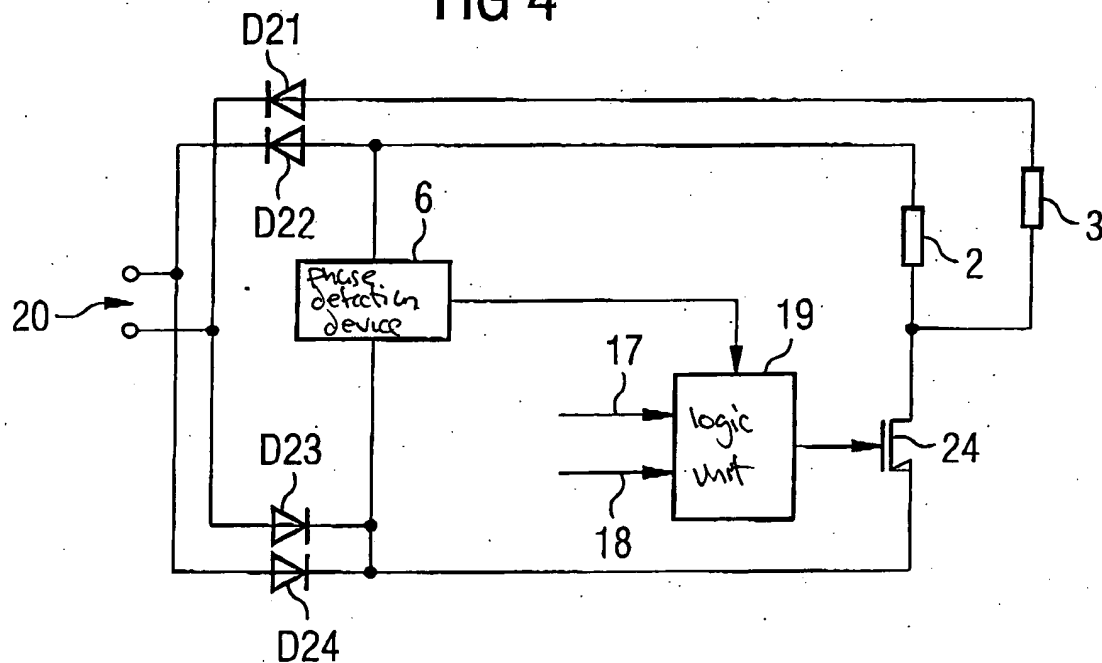 FIG 4
D21
D22
6
phase
detection
device
20
2
3
17
19
logic
unit
18
24
D23
D24